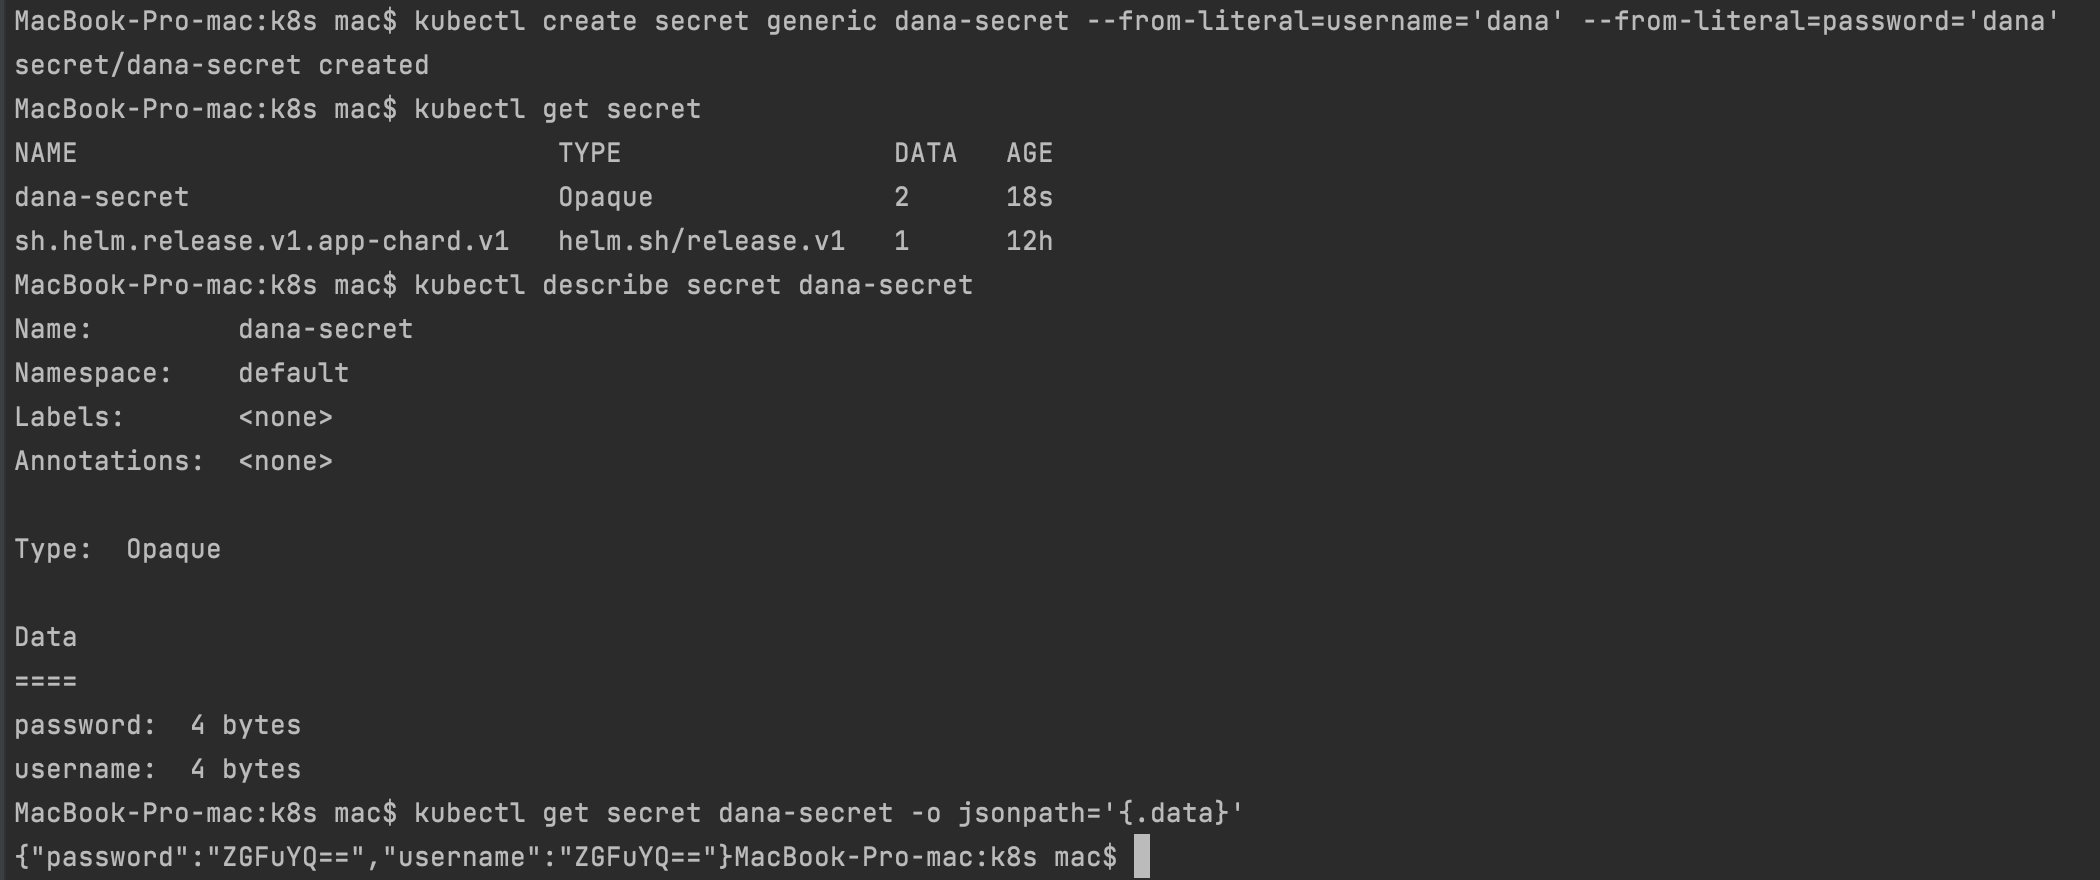 MacBook-Pro-mac:k8s mac$ kubectl create secret generic dana-secret --from-literal=username='dana' --from-literal=password='dana'
secret/dana-secret created
MacBook-Pro-mac:k8s mac$ kubectl get secret
NAME                              TYPE                 DATA   AGE
dana-secret                       Opaque               2      18s
sh.helm.release.v1.app-chard.v1   helm.sh/release.v1   1      12h
MacBook-Pro-mac:k8s mac$ kubectl describe secret dana-secret
Name:         dana-secret
Namespace:    default
Labels:       <none>
Annotations:  <none>

Type:  Opaque

Data
====
password:  4 bytes
username:  4 bytes
MacBook-Pro-mac:k8s mac$ kubectl get secret dana-secret -o jsonpath='{.data}'
{"password":"ZGFuYQ==","username":"ZGFuYQ=="}MacBook-Pro-mac:k8s mac$